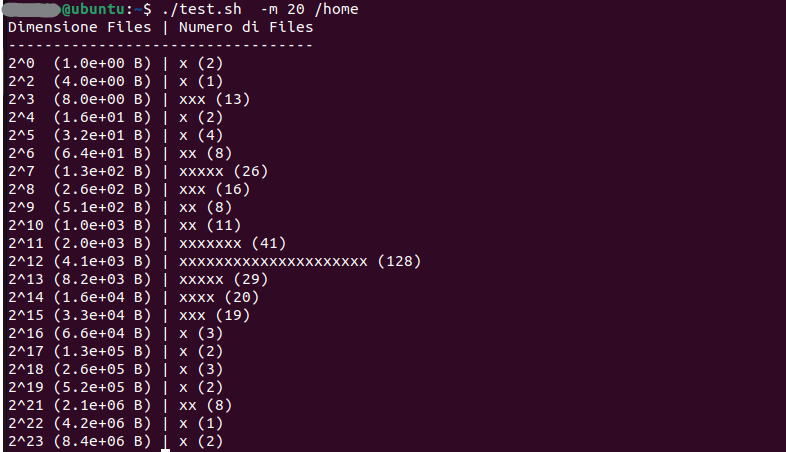 @ubuntu:~$ ./test.sh  -m 20 /home
Dimensione Files | Numero di Files
----------------------------------
2^0  (1.0e+00 B) | x (2)
2^2  (4.0e+00 B) | x (1)
2^3  (8.0e+00 B) | xxx (13)
2^4  (1.6e+01 B) | x (2)
2^5  (3.2e+01 B) | x (4)
2^6  (6.4e+01 B) | xx (8)
2^7  (1.3e+02 B) | xxxxx (26)
2^8  (2.6e+02 B) | xxx (16)
2^9  (5.1e+02 B) | xx (8)
2^10 (1.0e+03 B) | xx (11)
2^11 (2.0e+03 B) | xxxxxxx (41)
2^12 (4.1e+03 B) | xxxxxxxxxxxxxxxxxxxxx (128)
2^13 (8.2e+03 B) | xxxxx (29)
2^14 (1.6e+04 B) | xxxx (20)
2^15 (3.3e+04 B) | xxx (19)
2^16 (6.6e+04 B) | x (3)
2^17 (1.3e+05 B) | x (2)
2^18 (2.6e+05 B) | x (3)
2^19 (5.2e+05 B) | x (2)
2^21 (2.1e+06 B) | xx (8)
2^22 (4.2e+06 B) | x (1)
2^23 (8.4e+06 B) | x (2)